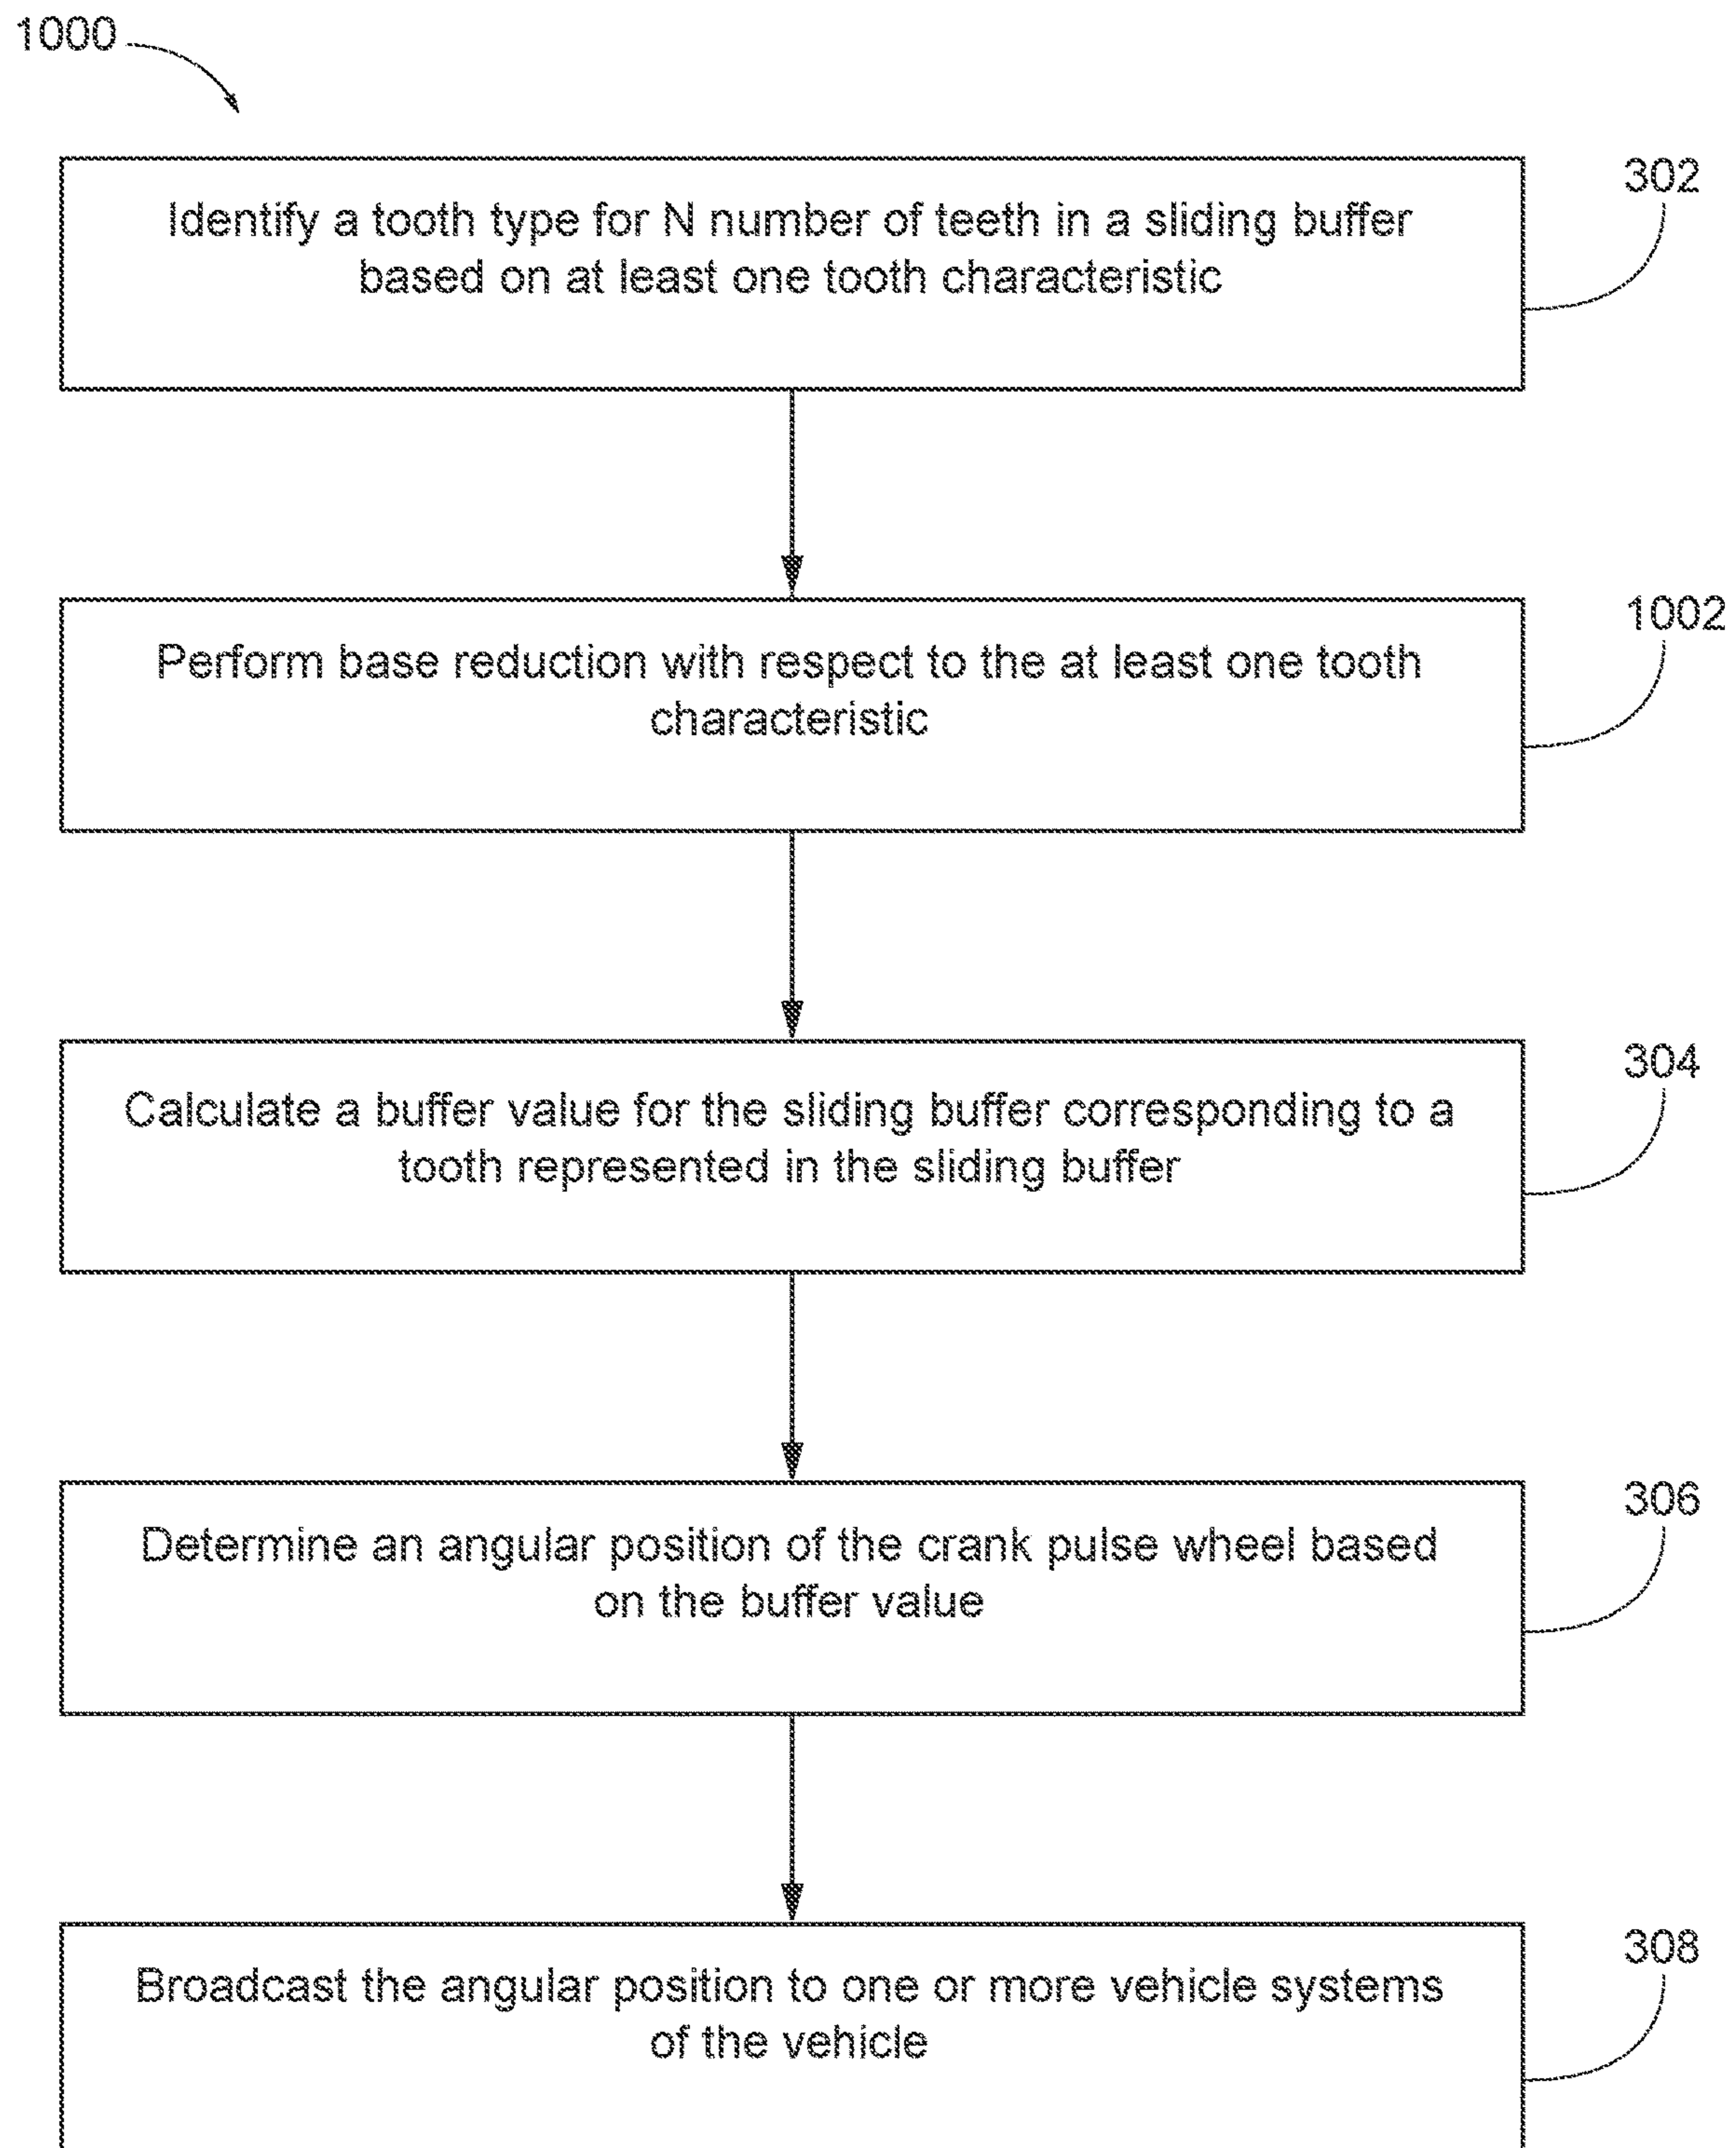 1000
302
Identify a tooth type for N number of teeth in a sliding buffer
based on at least one tooth characteristic
1002
Perform base reduction with respect to the at least one tooth
characteristic
304
Calculate a buffer value for the sliding buffer corresponding to a
tooth represented in the sliding buffer
306
Determine an angular position of the crank pulse wheel based
on the buffer value
308
Broadcast the angular position to one or more vehicle systems
of the vehicle